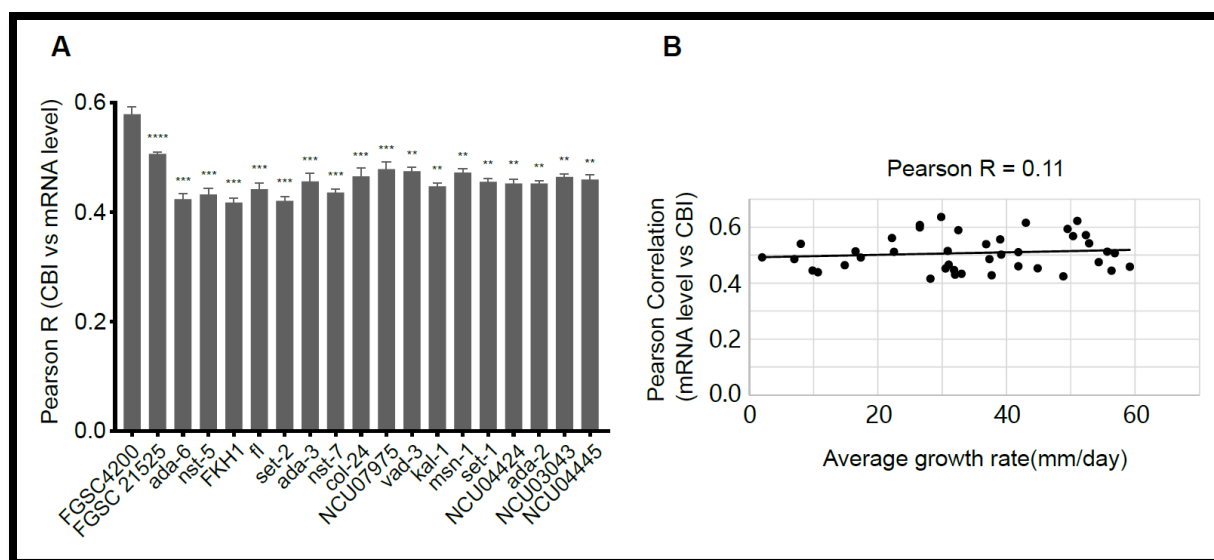 A
Pearson R (CBI vs mRNA level)
0.6
0.4
0.2
0.0
****
***
***
***
***
***
***
***
***
***
**
**
**
**
**
**
**
**
FGSC4200
FGSC 21525
ada-6
nst-5
FKH1
fl
set-2
ada-3
nst-7
col-24
NCU07975
vad-3
kal-1
msn-1
set-1
NCU04424
ada-2
NCU03043
NCU04445
B
Pearson R = 0.11
Pearson Correlation
(mRNA level vs CBI)
0.6
0.4
0.2
0.0
0 20 40 60
Average growth rate(mm/day)